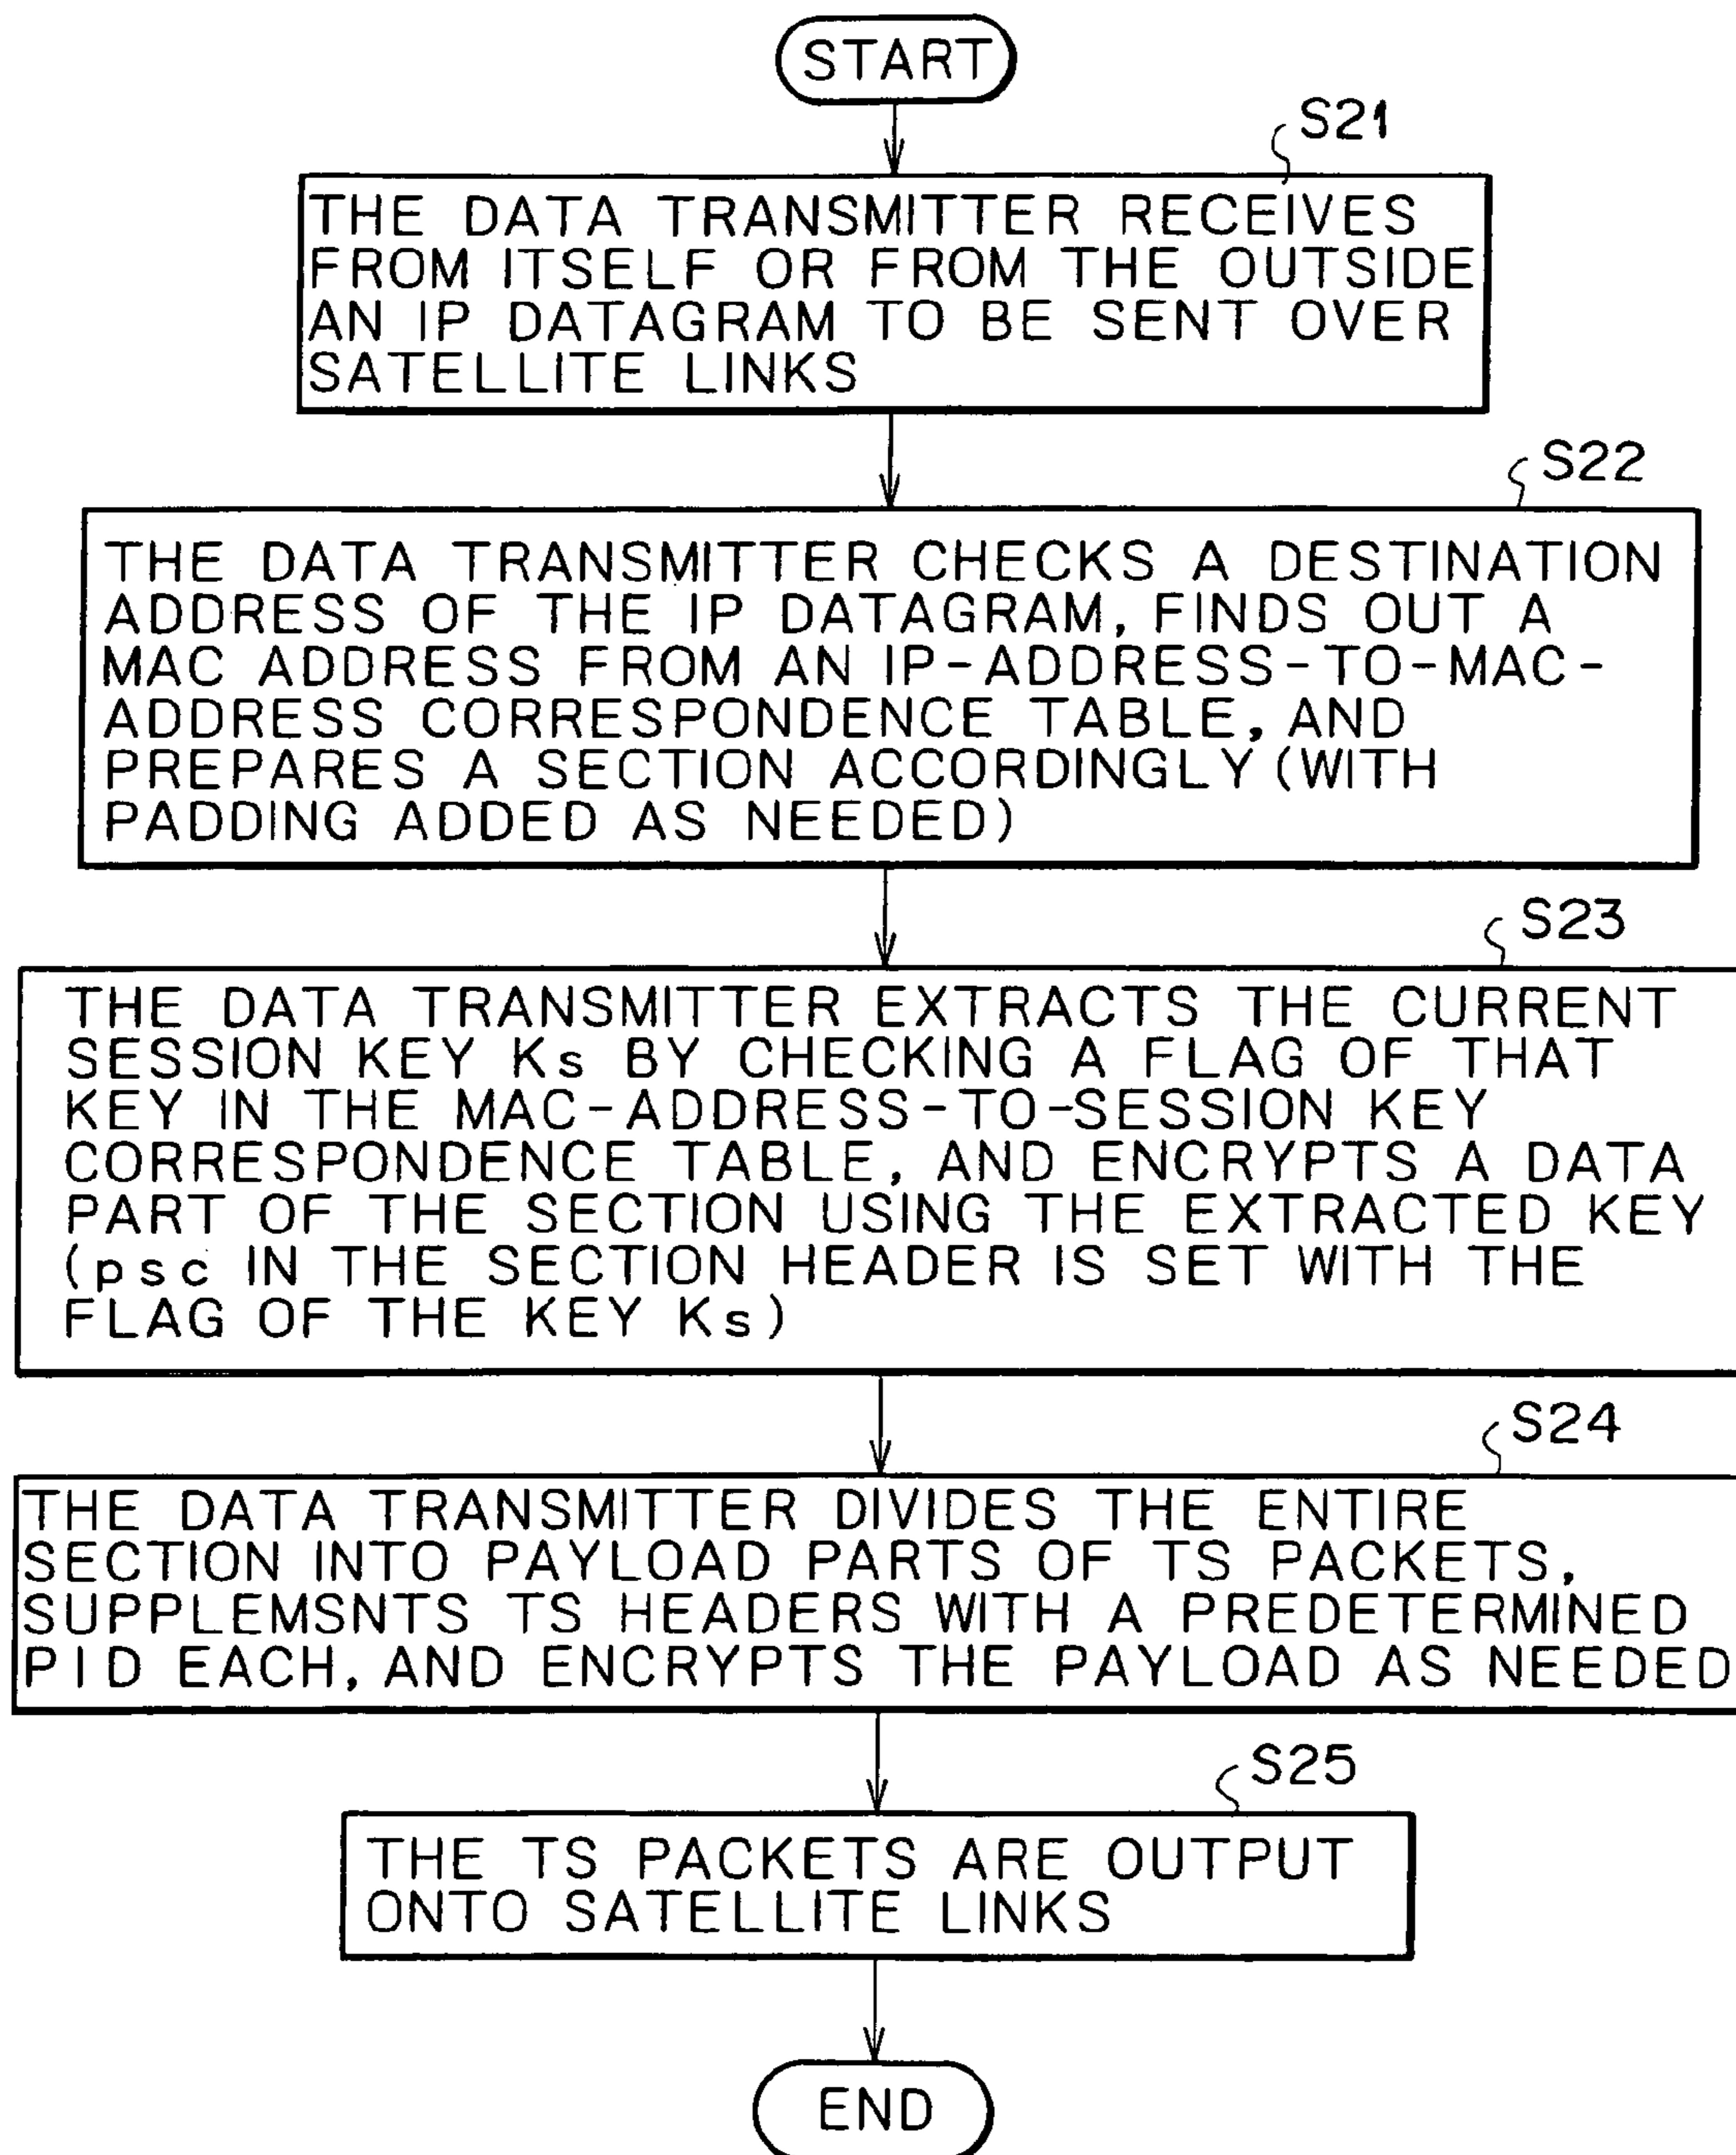 START
S21
THE DATA TRANSMITTER RECEIVES
FROM ITSELF OR FROM THE OUTSIDE
AN IP DATAGRAM TO BE SENT OVER
SATELLITE LINKS
S22
THE DATA TRANSMITTER CHECKS A DESTINATION
ADDRESS OF THE IP DATAGRAM, FINDS OUT A
MAC ADDRESS FROM AN IP-ADDRESS-TO-MAC-
ADDRESS CORRESPONDENCE TABLE, AND
PREPARES A SECTION ACCORDINGLY (WITH
PADDING ADDED AS NEEDED)
S23
THE DATA TRANSMITTER EXTRACTS THE CURRENT
SESSION KEY Ks BY CHECKING A FLAG OF THAT
KEY IN THE MAC-ADDRESS-TO-SESSION KEY
CORRESPONDENCE TABLE, AND ENCRYPTS A DATA
PART OF THE SECTION USING THE EXTRACTED KEY
(psc IN THE SECTION HEADER IS SET WITH THE
FLAG OF THE KEY Ks)
S24
THE DATA TRANSMITTER DIVIDES THE ENTIRE
SECTION INTO PAYLOAD PARTS OF TS PACKETS,
SUPPLEMSNTS TS HEADERS WITH A PREDETERMINED
PID EACH, AND ENCRYPTS THE PAYLOAD AS NEEDED
S25
THE TS PACKETS ARE OUTPUT
ONTO SATELLITE LINKS
END